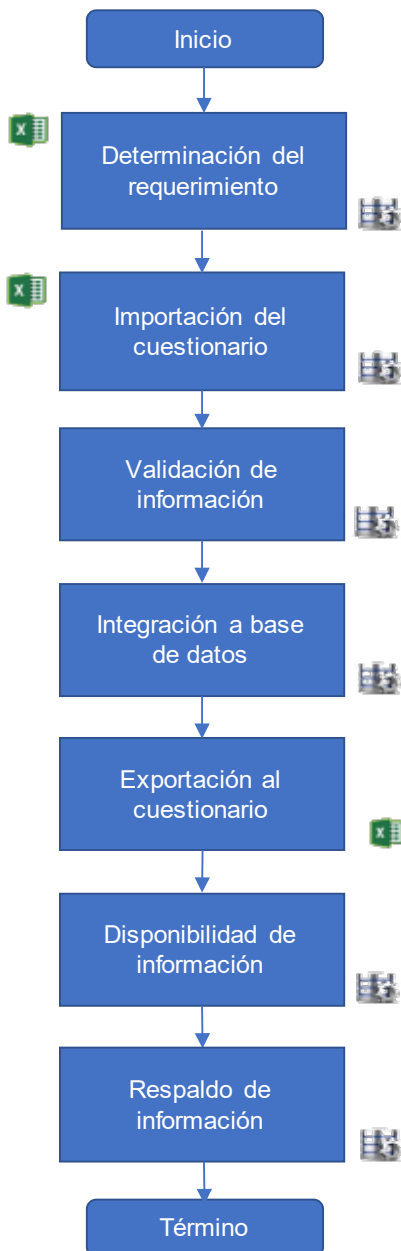 Inicio
Determinación del
requerimiento
Importación del
cuestionario
Validación de
información
Integración a base
de datos
Exportación al
cuestionario
Disponibilidad de
información
Respaldo de
información
Término